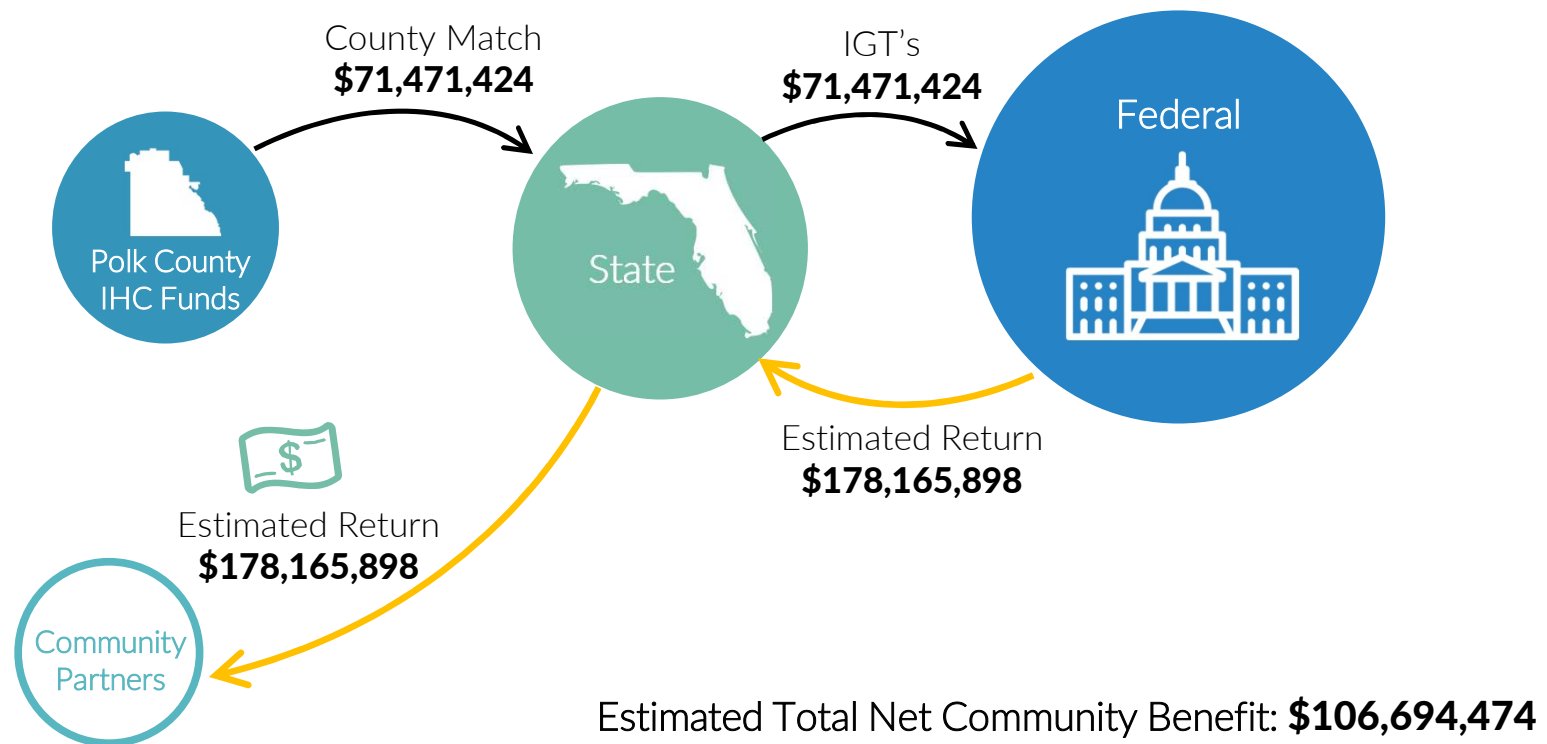 County Match
$71,471,424
IGT's
$71,471,424
Federal
Polk County
IHC Funds
State
Estimated Return
$178,165,898
$
Estimated Return
$178,165,898
Community
Partners
Estimated Total Net Community Benefit: $106,694,474